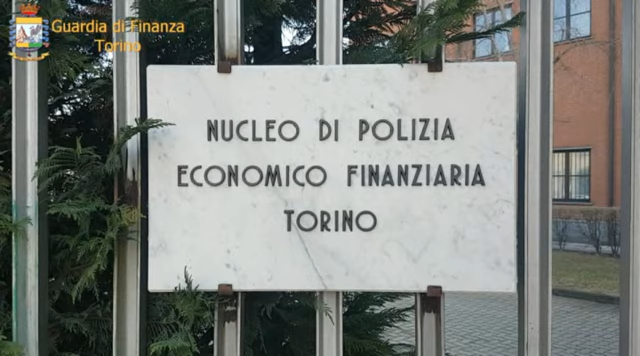 Guardia di Finanza
Torino
NUCLEO DI POLIZIA
ECONOMICO FINANZIARIA
TORINO